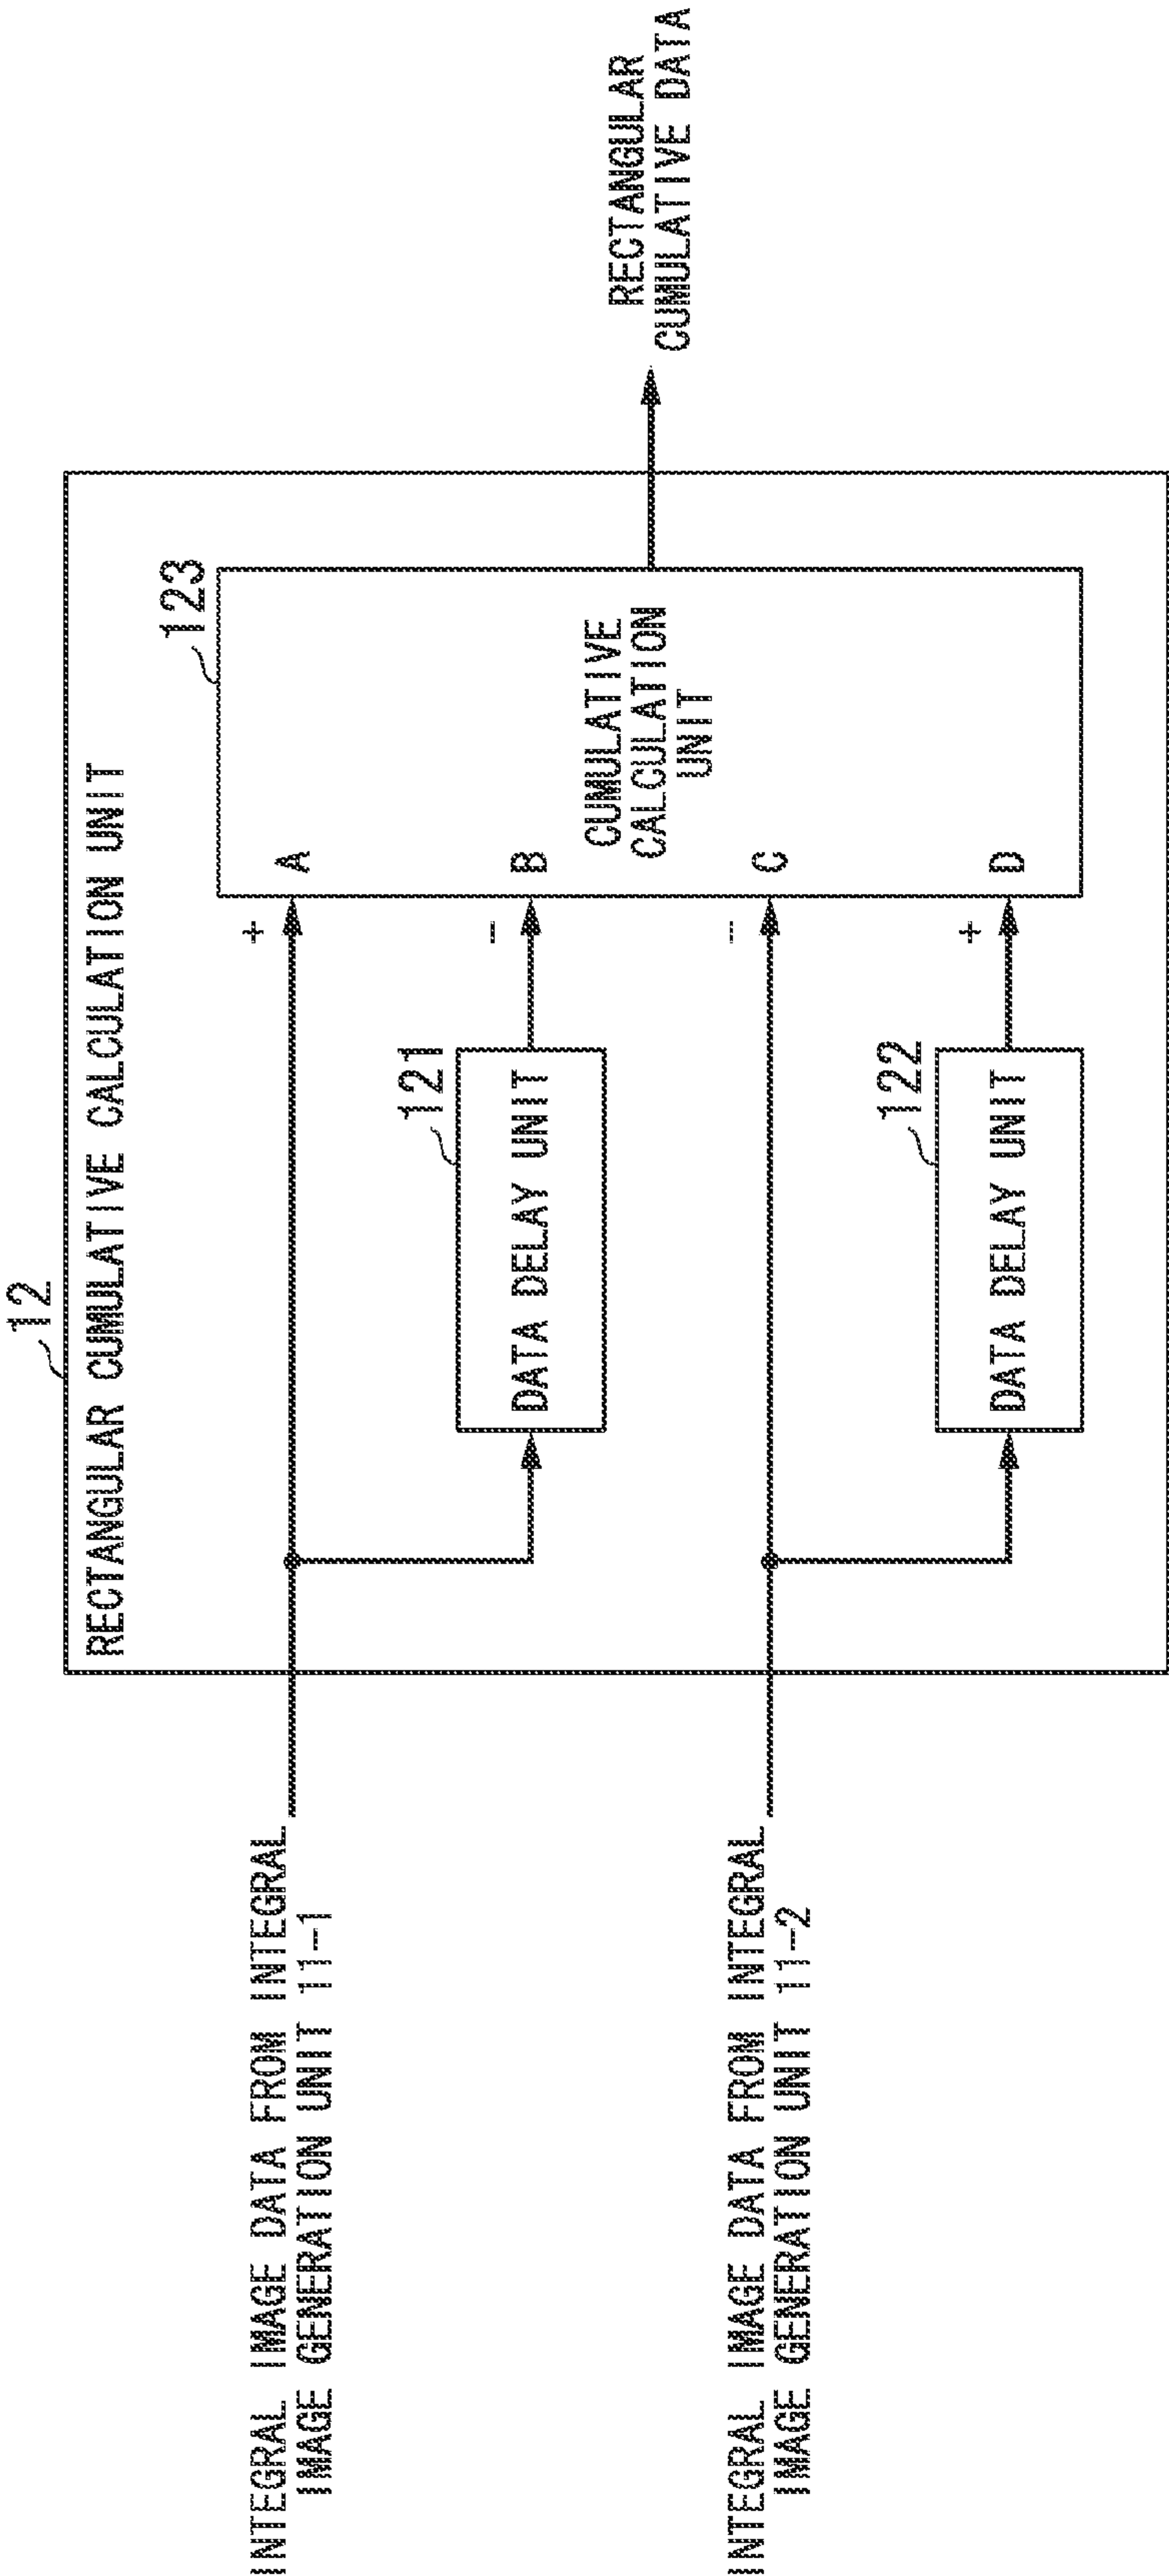 12
RECTANGULAR CUMULATIVE CALCULATION UNIT
123
INTEGRAL IMAGE DATA FROM INTEGRAL
IMAGE GENERATION UNIT 11-1
+
A
121
DATA DELAY UNIT
-
B
CUMULATIVE
CALCULATION
UNIT
RECTANGULAR
CUMULATIVE DATA
INTEGRAL IMAGE DATA FROM INTEGRAL
IMAGE GENERATION UNIT 11-2
-
C
122
DATA DELAY UNIT
+
D